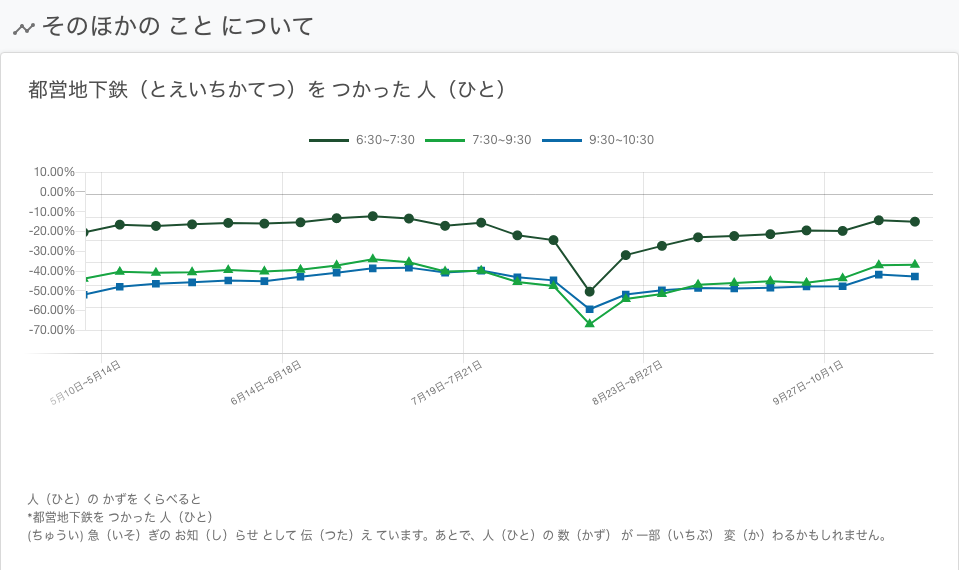 そのほかの こと について
都営地下鉄（とえいちかてつ）を つかった 人（ひと）
6:30~7:30 7:30~9:30 9:30~10:30
10.00%
0.00%
-10.00%
-20.00%
-30.00%
-40.00%
-50.00%
-60.00%
-70.00%
5月10日~5月14日 6月14日~6月18日 7月19日~7月21日 8月23日~8月27日 9月27日~10月1日
人（ひと）の かずを くらべると
*都営地下鉄を つかった 人（ひと）
(ちゅうい) 急（いそ）ぎの お知（し）らせ として 伝（つた）え ています。あとで、人（ひと）の 数（かず） が 一部（いちぶ） 変（か）わるかもしれません。